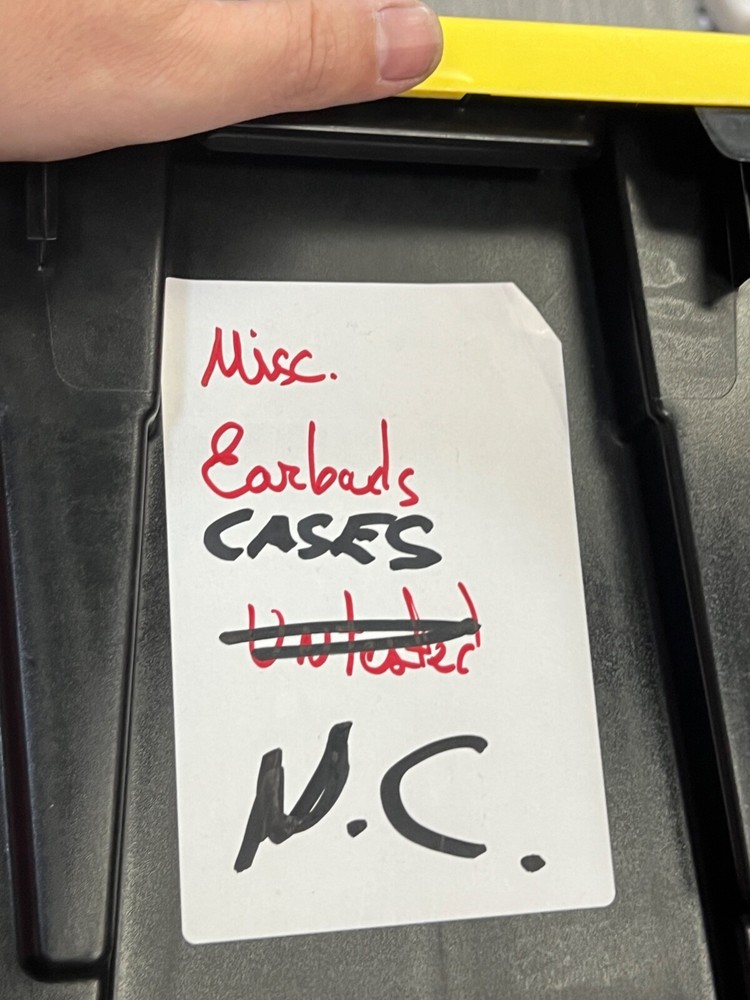 Misc.
Earbuds
CASES
Untested
N.C.